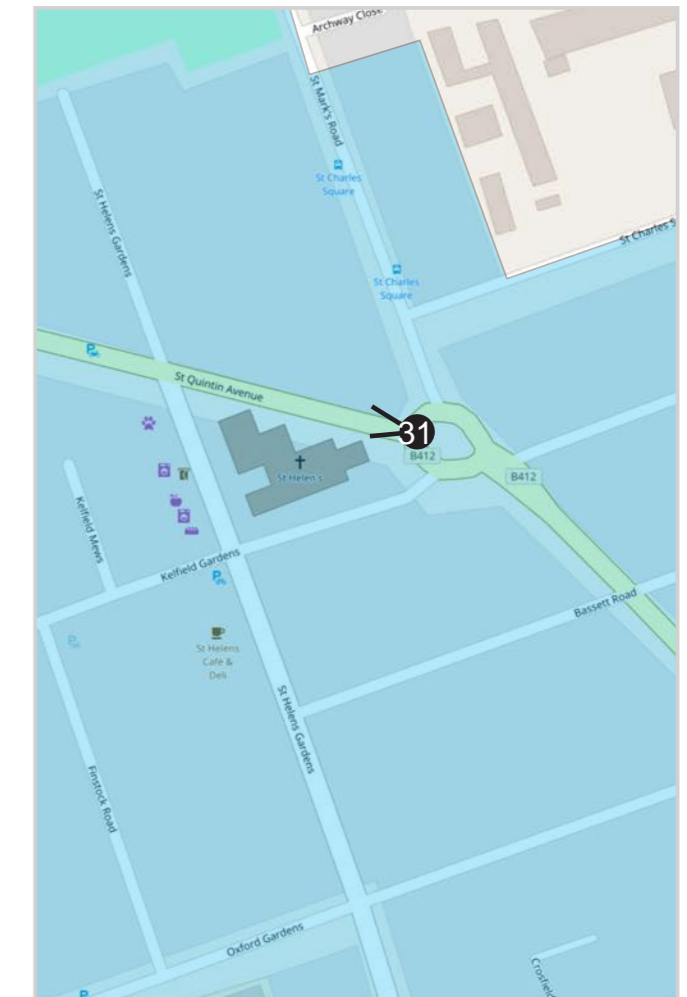 Archway Close
St Mark's Road
St Charles
Square
St Helens Gardens
St Charles S
St Charles
Square
St Quintin Avenue
31
B412
B412
St Helen's
Kelfield Mews
Kelfield Gardens
Bassett Road
St Helens
Cafe &
Deli
St Helens Gardens
Finstock Road
Oxford Gardens
Crosfield
P
P
P
P